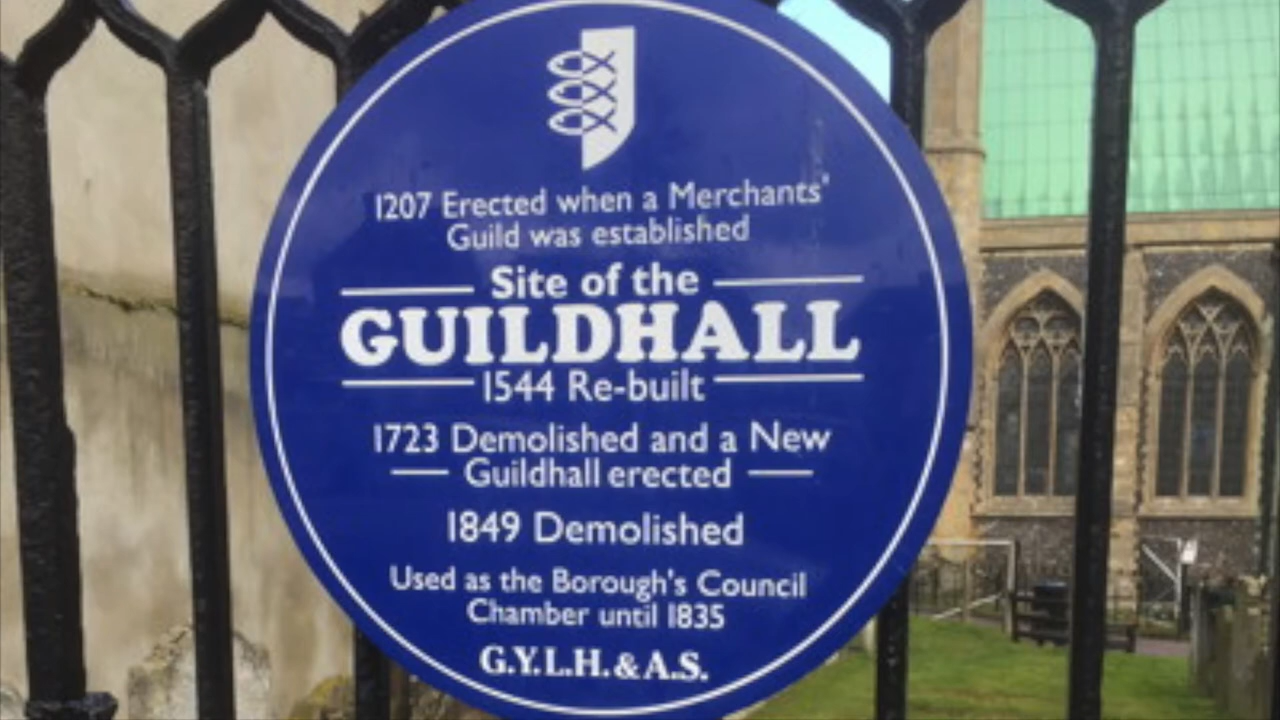 1207 Erected when a Merchants'
Guild was established
Site of the
GUILDHALL
1544 Re-built
1723 Demolished and a New
Guildhall erected
1849 Demolished
Used as the Borough's Council
Chamber until 1835
G.Y.L.H. & A.S.